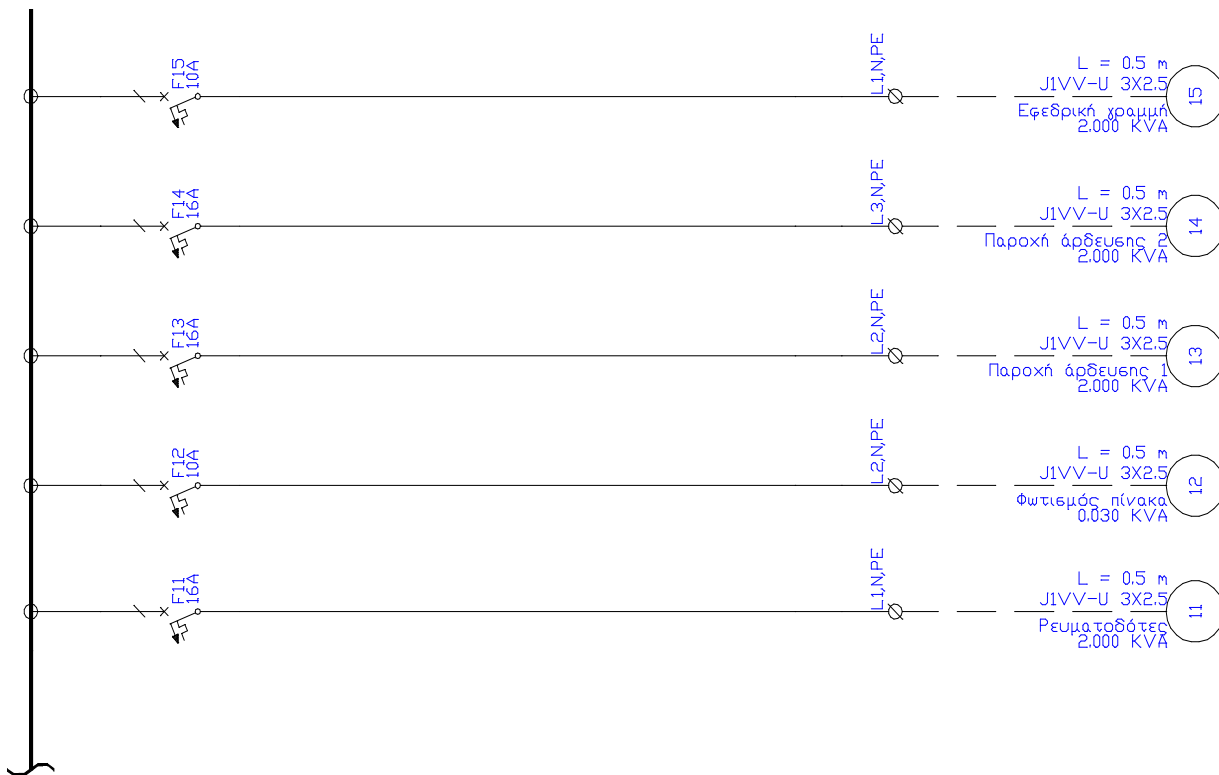 F15
10A
L1,N,PE
L = 0.5 m
J1VV-U 3X2.5
Εφεδρική γραμμή
2.000 KVA
15
F14
16A
L3,N,PE
L = 0.5 m
J1VV-U 3X2.5
Παροχή άρδευσης 2
2.000 KVA
14
F13
16A
L2,N,PE
L = 0.5 m
J1VV-U 3X2.5
Παροχή άρδευσης 1
2.000 KVA
13
F12
10A
L2,N,PE
L = 0.5 m
J1VV-U 3X2.5
Φωτισμός πίνακα
0.030 KVA
12
F11
16A
L1,N,PE
L = 0.5 m
J1VV-U 3X2.5
Ρευματοδότες
2.000 KVA
11